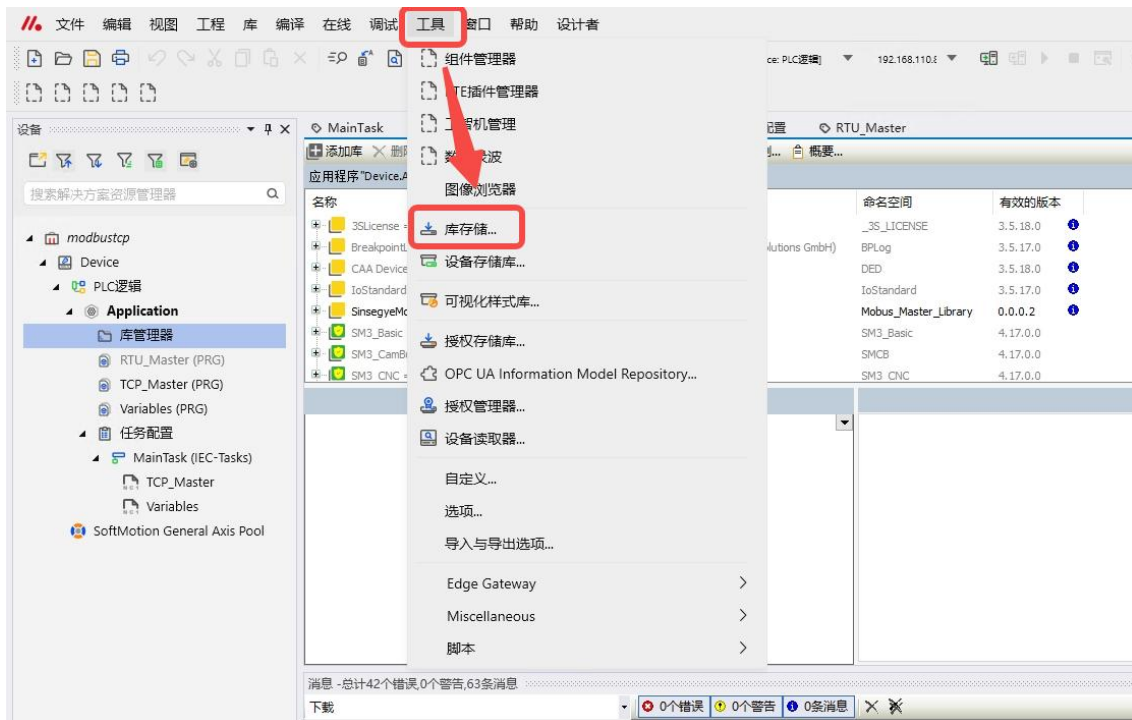 文件 编辑 视图 工程 库 编译 在线 调试 工具 窗口 帮助 设计者
ce: PLC逻辑] 192.168.110.8
设备
MainTask
配置
RTU_Master
添加库
概要...
应用程序"Device.A
搜索解决方案资源管理器
名称 命名空间 有效的版本
3SLicense = _3S_LICENSE 3.5.18.0
BreakpointL olutions GmbH) BPLog 3.5.17.0
CAA Device DED 3.5.18.0
IoStandard IoStandard 3.5.17.0
SinsegyeMo Mobus_Master_Library 0.0.0.2
SM3_Basic SM3_Basic 4.17.0.0
SM3_CamB SMCB 4.17.0.0
SM3_CNC = SM3_CNC 4.17.0.0
modbustcp
Device
PLC逻辑
Application
库管理器
RTU_Master (PRG)
TCP_Master (PRG)
Variables (PRG)
任务配置
MainTask (IEC-Tasks)
TCP_Master
Variables
SoftMotion General Axis Pool
组件管理器
TE插件管理器
管理
图像浏览器
库存储...
设备存储库...
可视化样式库...
授权存储库...
OPC UA Information Model Repository...
授权管理器...
设备读取器...
自定义...
选项...
导入与导出选项...
Edge Gateway
Miscellaneous
脚本
消息 -总计42个错误,0个警告,63条消息
下载
0个错误 0个警告 0条消息